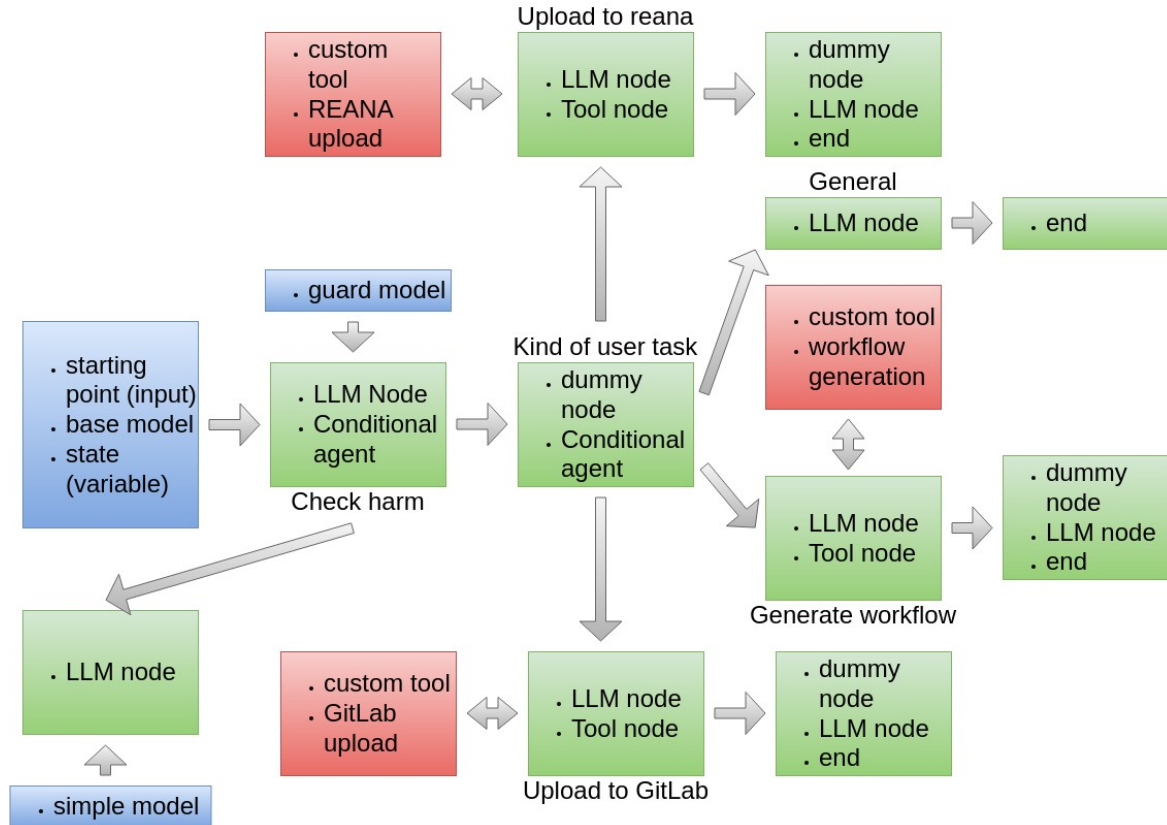 Upload to reana
• custom
tool
• REANA
upload
• LLM node
• Tool node
• dummy
node
• LLM node
• end
General
• LLM node
• end
• guard model
• custom tool
• workflow
generation
• starting
point (input)
• base model
• state
(variable)
• LLM Node
• Conditional
agent
Check harm
Kind of user task
• dummy
node
• Conditional
agent
• LLM node
• Tool node
Generate workflow
• dummy
node
• LLM node
• end
• LLM node
• simple model
• custom tool
• GitLab
upload
• LLM node
• Tool node
Upload to GitLab
• dummy
node
• LLM node
• end